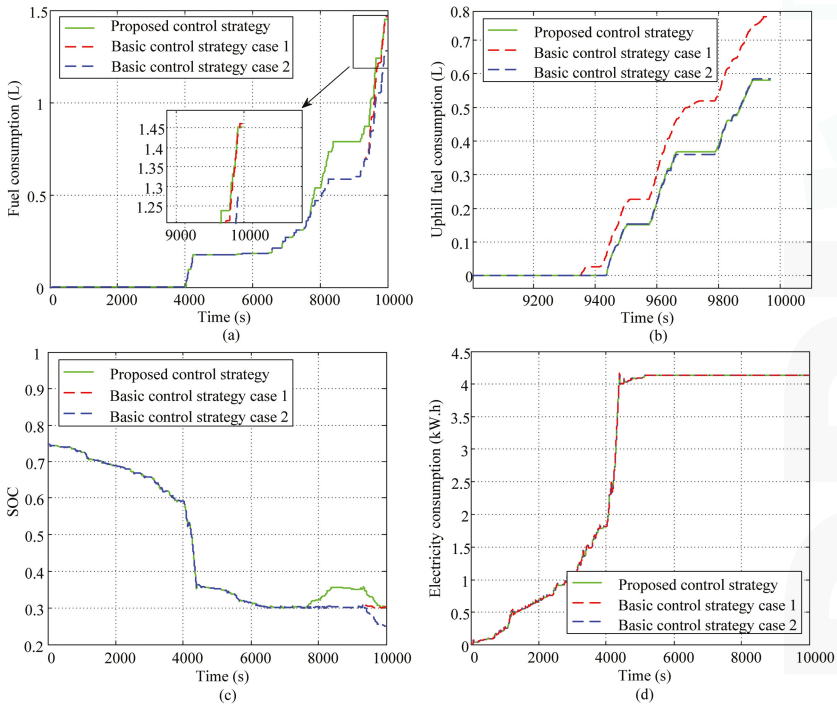 1.5
1
0.5
0
Fuel consumption (L)
Proposed control strategy
Basic control strategy case 1
Basic control strategy case 2
1.45
1.4
1.35
1.3
1.25
9000
10000
0
2000
4000
6000
8000
10000
Time (s)
(a)
0.8
0.7
0.6
0.5
0.4
0.3
0.2
0.1
0
Uphill fuel consumption (L)
Proposed control strategy
Basic control strategy case 1
Basic control strategy case 2
9200
9400
9600
9800
10000
Time (s)
(b)
1
0.9
0.8
0.7
0.6
0.5
0.4
0.3
0.2
SOC
Proposed control strategy
Basic control strategy case 1
Basic control strategy case 2
0
2000
4000
6000
8000
10000
Time (s)
(c)
4.5
4
3.5
3
2.5
2
1.5
1
0.5
0
Electricity consumption (kW.h)
Proposed control strategy
Basic control strategy case 1
Basic control strategy case 2
0
2000
4000
6000
8000
10000
Time (s)
(d)